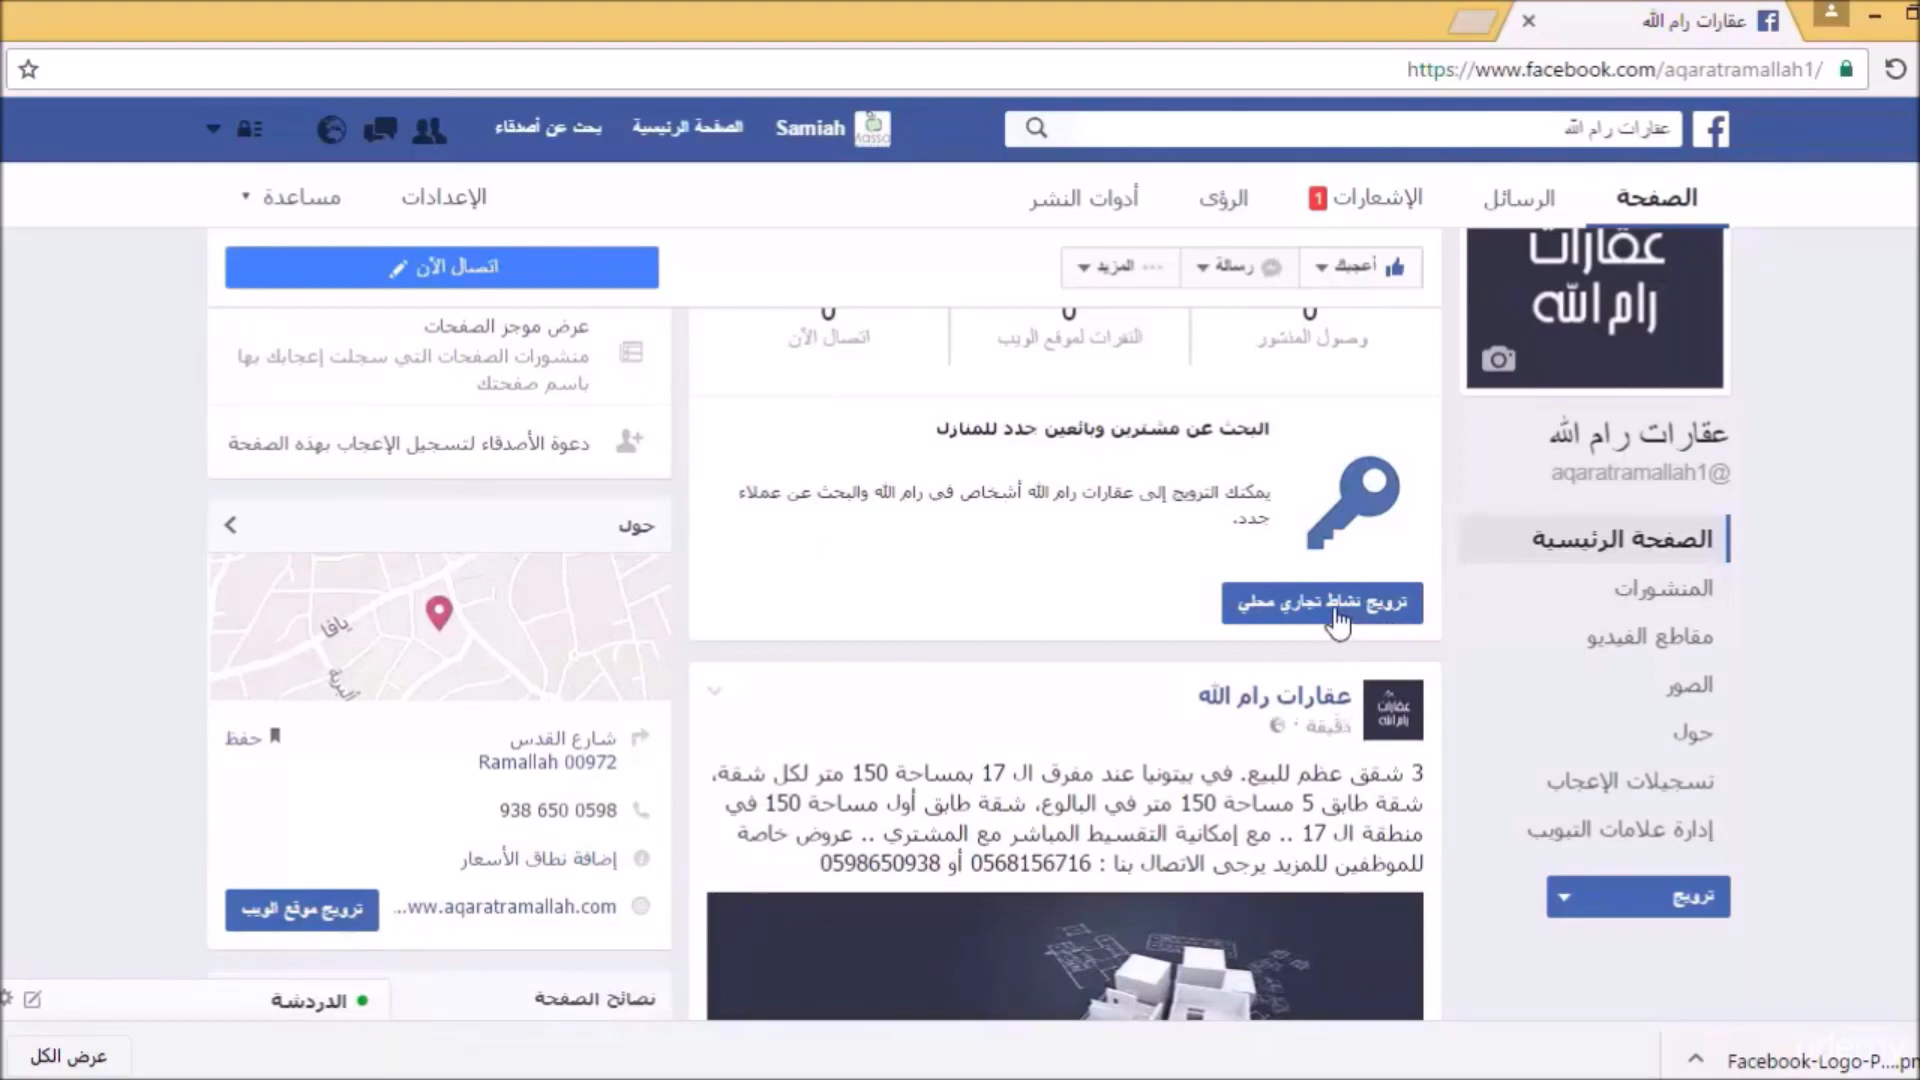 عقارات رام الله
https://www.facebook.com/aqaratramallah1/
عقارات رام الله
Samiah
الصفحة الرئيسية
بحث عن أصدقاء
الصفحة
الرسائل
الإشعارات 1
الرؤى
أدوات النشر
الإعدادات
مساعدة
عقارات
رام الله
عقارات رام الله
@aqaratramallah1
الصفحة الرئيسية
المنشورات
مقاطع الفيديو
الصور
حول
تسجيلات الإعجاب
إدارة علامات التبويب
ترويج
أعجبك
رسالة
المزيد
اتصال الآن
0
وصول المنشور
0
النقرات لموقع الويب
0
اتصال الآن
البحث عن مشترين وبائعين جدد للمنازل
يمكنك الترويج إلى عقارات رام الله أشخاص في رام الله والبحث عن عملاء
جدد.
ترويج نشاط تجاري محلي
عقارات رام الله
دقيقة
عقارات
رام الله
3 شقق عظم للبيع. في بيتونيا عند مفرق ال 17 بمساحة 150 متر لكل شقة،
شقة طابق 5 مساحة 150 متر في البالوع، شقة طابق أول مساحة 150 في
منطقة ال 17 .. مع إمكانية التقسيط المباشر مع المشتري .. عروض خاصة
للموظفين للمزيد يرجى الاتصال بنا : 0568156716 أو 0598650938
عرض موجز الصفحات
منشورات الصفحات التي سجلت إعجابك بها
باسم صفحتك
دعوة الأصدقاء لتسجيل الإعجاب بهذه الصفحة
حول
يافا
شارع القدس
Ramallah 00972
حفظ
938 650 0598
إضافة نطاق الأسعار
ww.aqaratramallah.com...
ترويج موقع الويب
نصائح الصفحة
الدردشة
عرض الكل
Facebook-Logo-P....pn
udemy